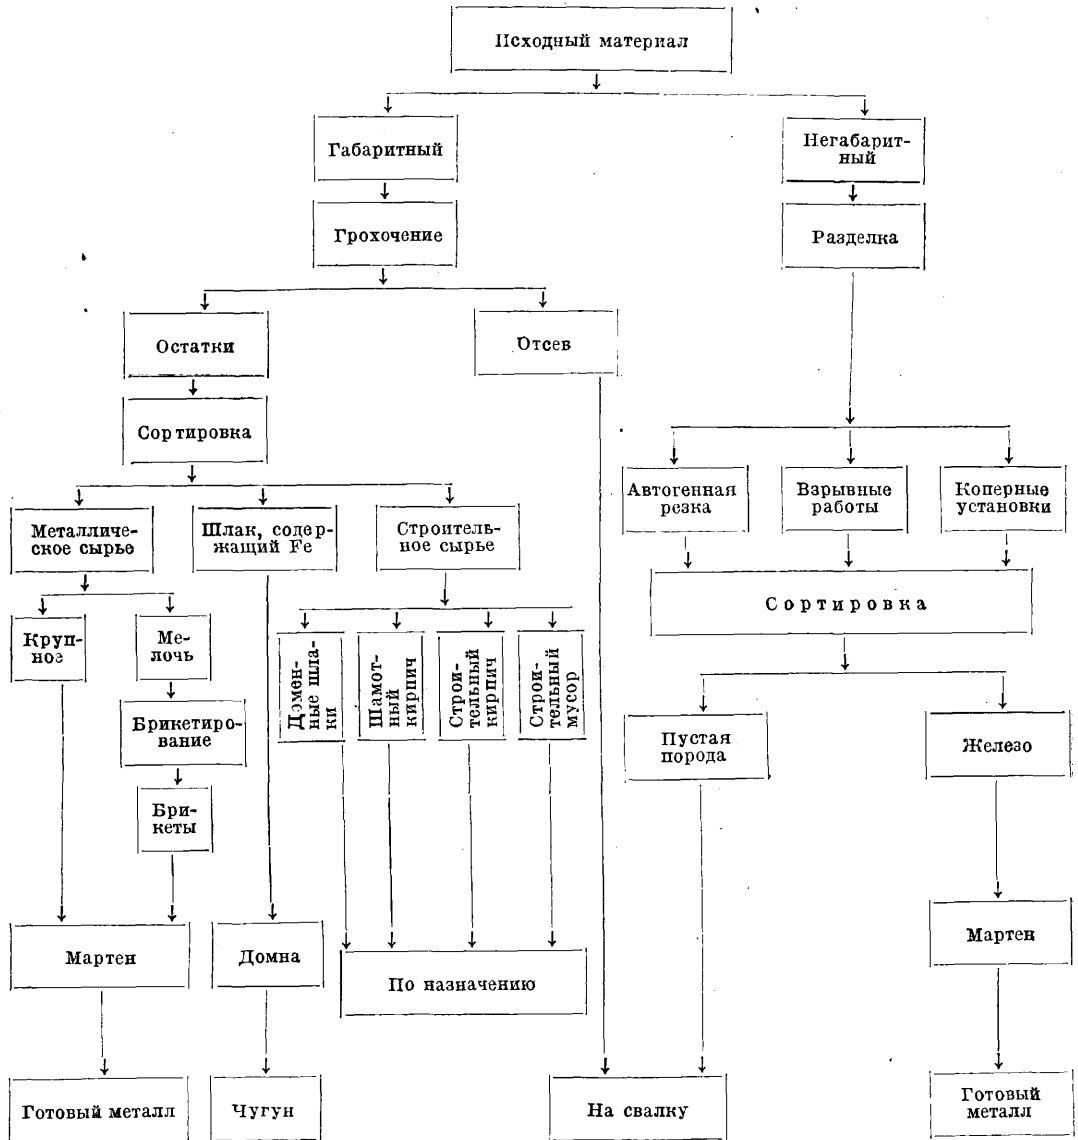 Исходный материал
Габаритный
Негабарит-
ный
Грохочение
Разделка
Остатки
Отсев
Сортировка
Автогенная
резка
Взрывные
работы
Коперные
установки
Металличе-
ское сырье
Шлак, содер-
жащий Fe
Строитель-
ное сырье
Сортировка
Круп-
ное
Ме-
лочь
Домен-
ные шла-
ки
Шамот-
ный
кирпич
Строи-
тельный
кирпич
Строи-
тельный
мусор
Брикетиро-
вание
Пустая
порода
Железо
Бри-
кеты
Мартен
Домна
По назначению
Мартен
Готовый металл
Чугун
На свалку
Готовый
металл